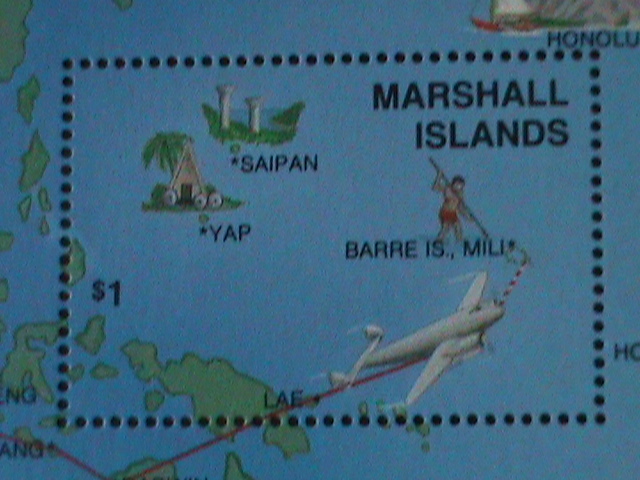 HONOLU
MARSHALL
ISLANDS
*SAIPAN
*YAP
BARRE IS., MILI*
$1
HO
ENG
LAE
ANG